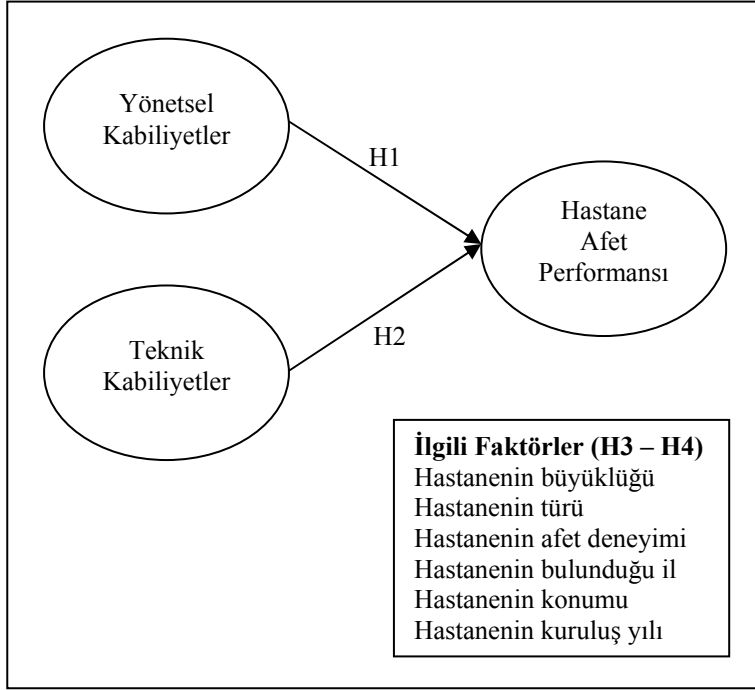 Yönetsel
Kabiliyetler
H1
Hastane
Afet
Performansı
H2
Teknik
Kabiliyetler
İlgili Faktörler (H3 – H4)
Hastanenin büyüklüğü
Hastanenin türü
Hastanenin afet deneyimi
Hastanenin bulunduğu il
Hastanenin konumu
Hastanenin kuruluş yılı